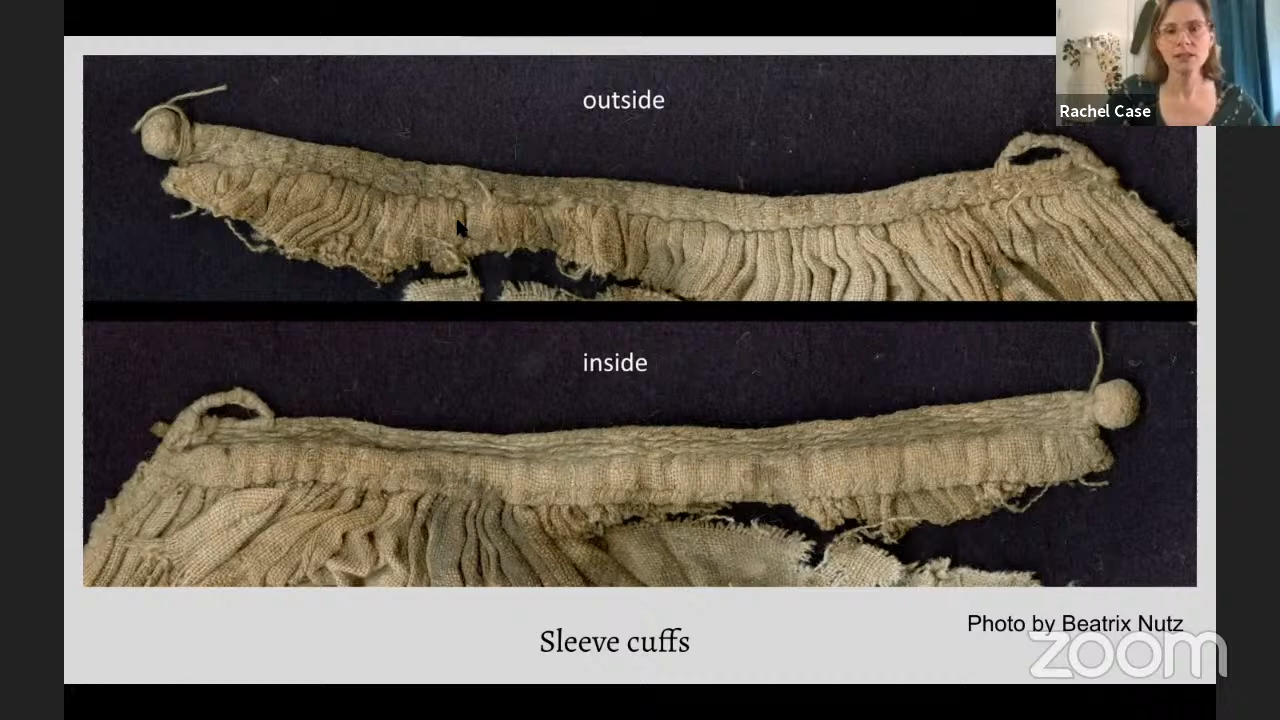 outside
Rachel Case
inside
Photo by Beatrix Nutz
Sleeve cuffs
zoom